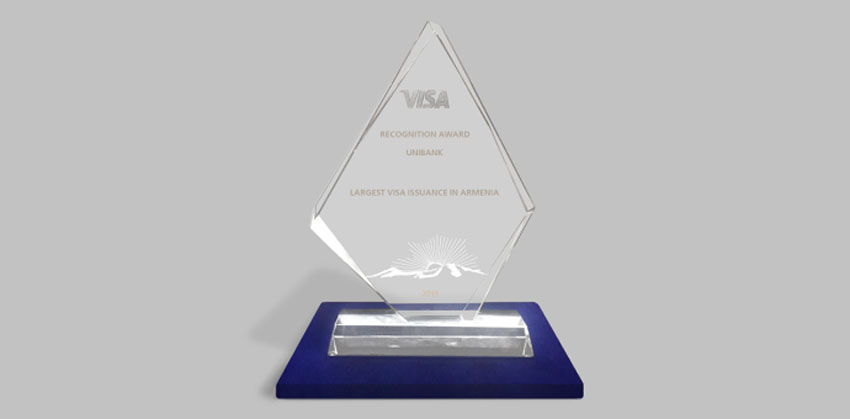 VISA
RECOGNITION AWARD
UNIBANK
LARGEST VISA ISSUANCE IN ARMENIA